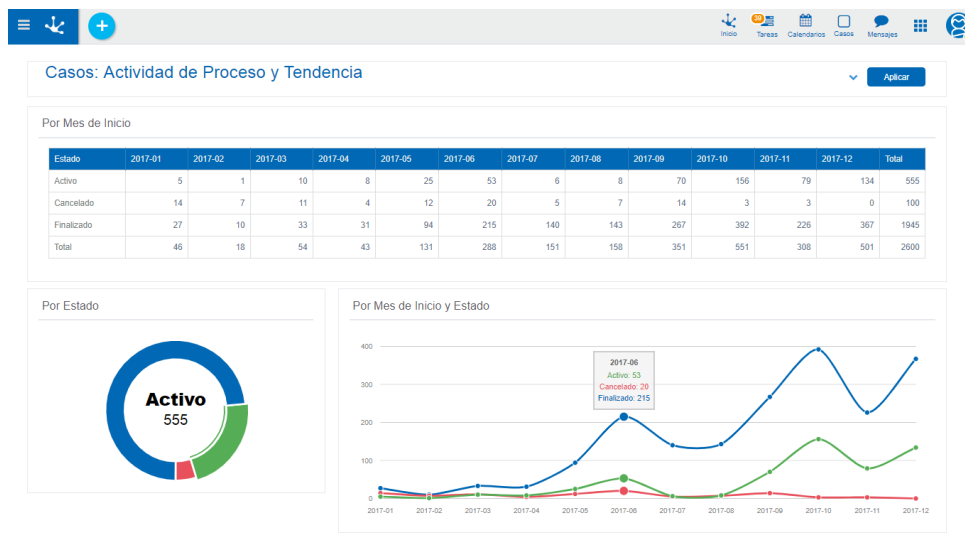 39
Inicio Tareas Calendarios Casos Mensajes
Casos: Actividad de Proceso y Tendencia
Aplicar
Por Mes de Inicio
Estado 2017-01 2017-02 2017-03 2017-04 2017-05 2017-06 2017-07 2017-08 2017-09 2017-10 2017-11 2017-12 Total
Activo 5 1 10 8 25 53 6 8 70 156 79 134 555
Cancelado 14 7 11 4 12 20 5 7 14 3 3 0 100
Finalizado 27 10 33 31 94 215 140 143 267 392 226 367 1945
Total 46 18 54 43 131 288 151 158 351 551 308 501 2600
Por Estado
Activo
555
Por Mes de Inicio y Estado
400
300
200
100
0
2017-06
Activo: 53
Cancelado: 20
Finalizado: 215
2017-01 2017-02 2017-03 2017-04 2017-05 2017-06 2017-07 2017-08 2017-09 2017-10 2017-11 2017-12